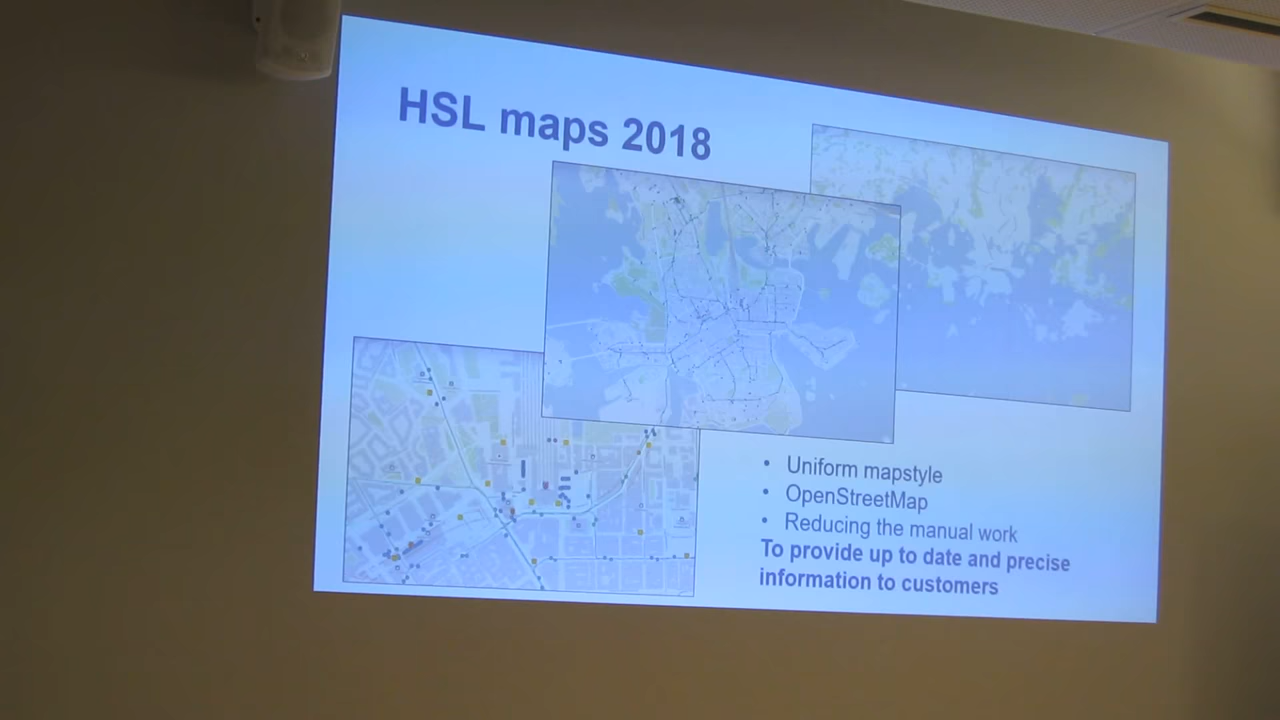 HSL maps 2018
• Uniform mapstyle
• OpenStreetMap
• Reducing the manual work
To provide up to date and precise
information to customers